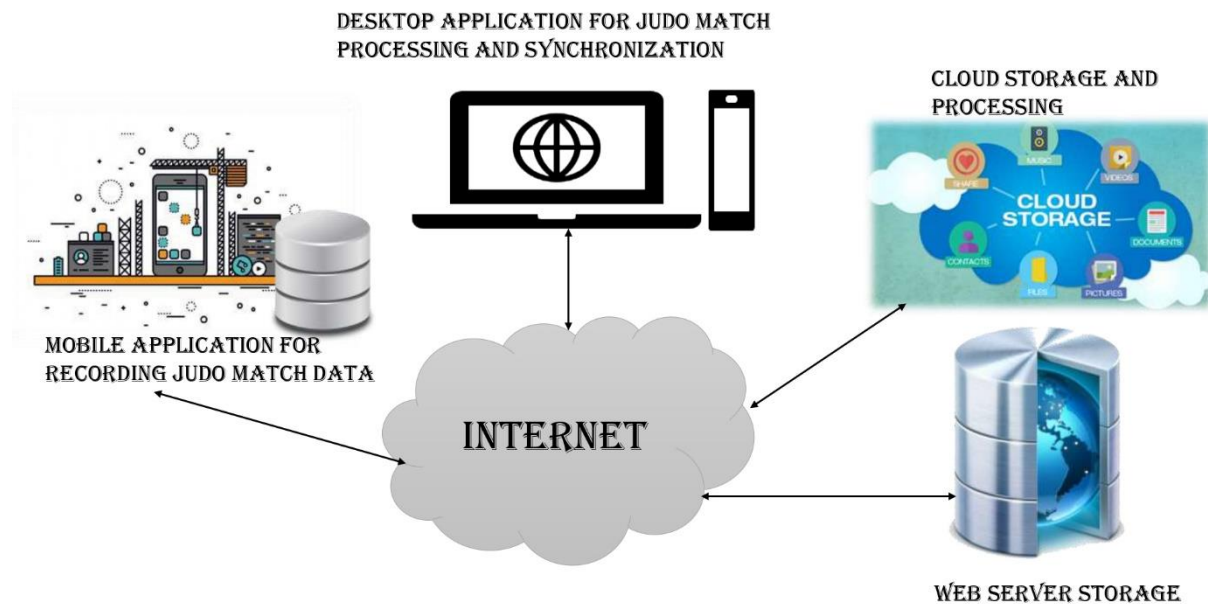 DESKTOP APPLICATION FOR JUDO MATCH
PROCESSING AND SYNCHRONIZATION
CLOUD STORAGE AND
PROCESSING
MUSIC
SHARE
VIDEOS
CLOUD
STORAGE
DOCUMENTS
CONTACTS
FILES
PICTURES
MOBILE APPLICATION FOR
RECORDING JUDO MATCH DATA
INTERNET
WEB SERVER STORAGE